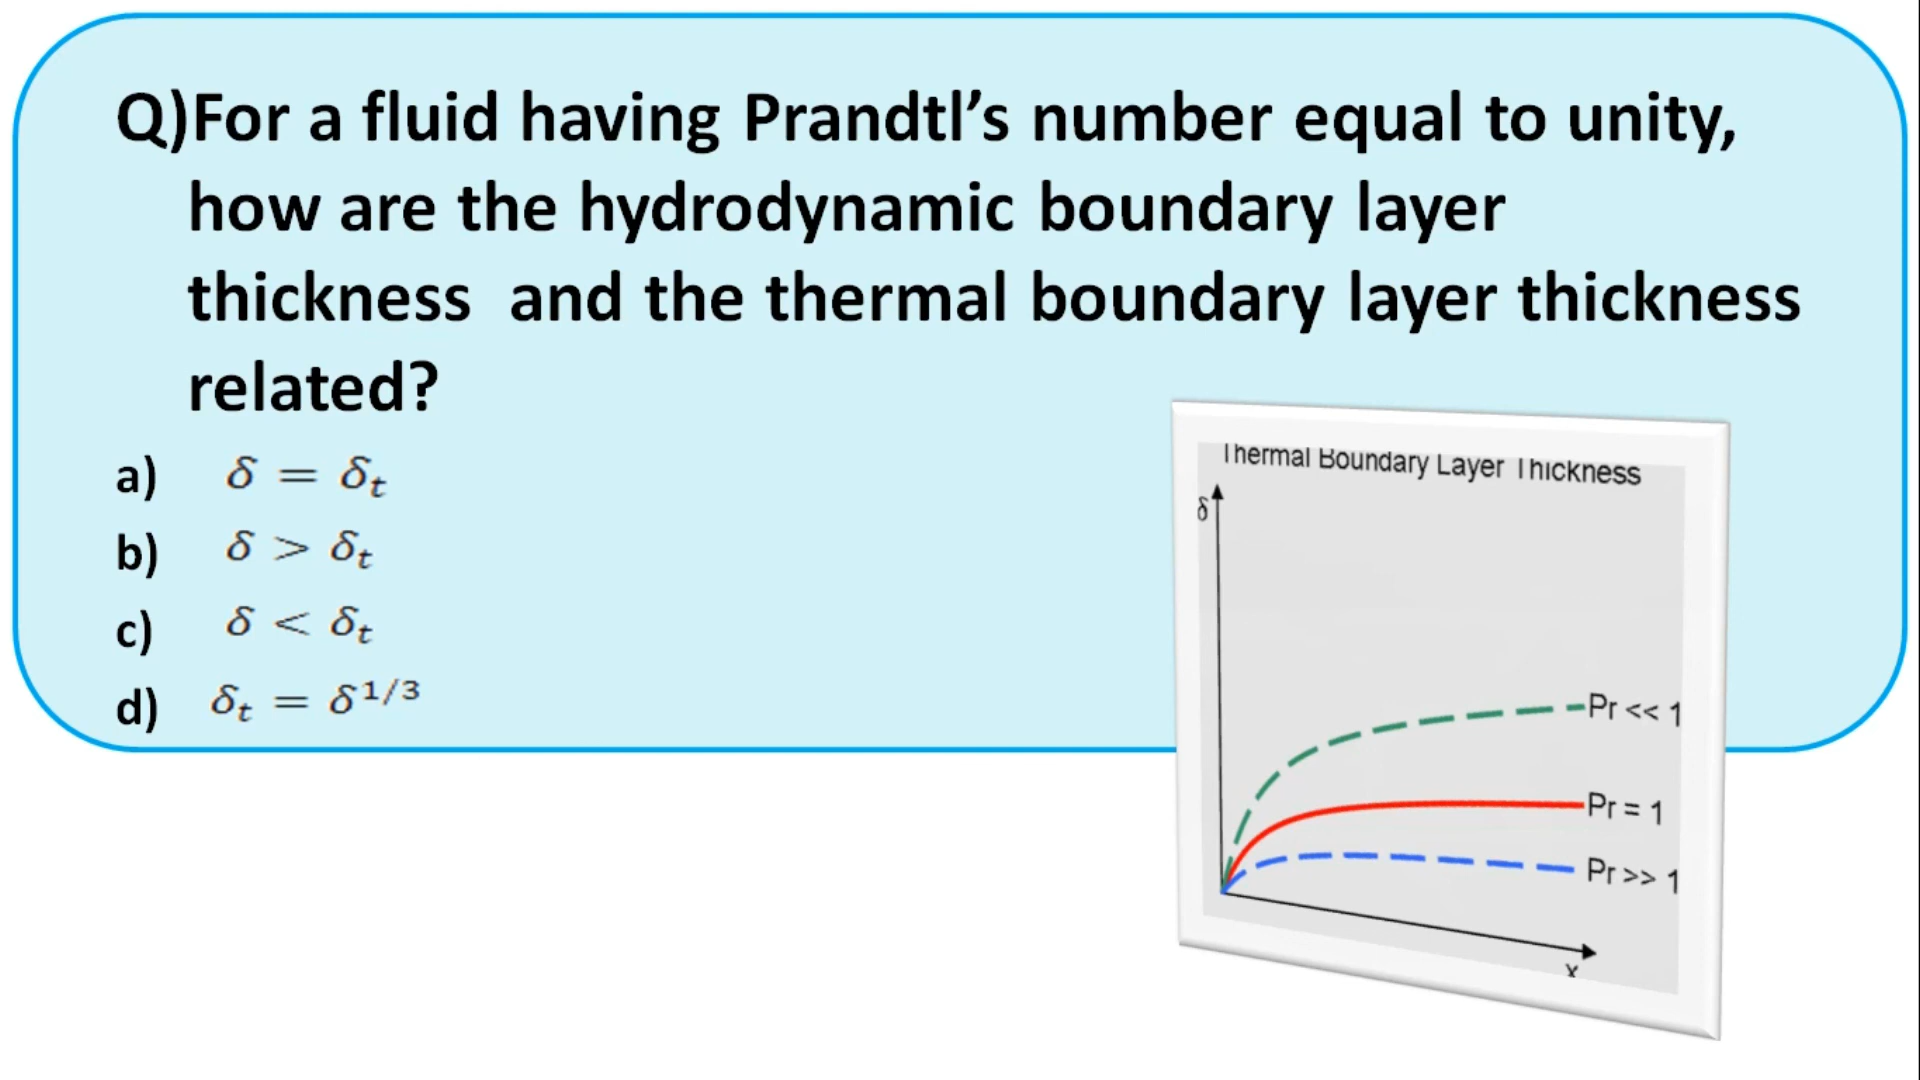 Q)For a fluid having Prandtl’s number equal to unity,
how are the hydrodynamic boundary layer
thickness and the thermal boundary layer thickness
related?
a) δ = δₜ
b) δ > δₜ
c) δ < δₜ
d) δₜ = δ^1/3
Thermal Boundary Layer Thickness
δ
Pr << 1
Pr = 1
Pr >> 1
x